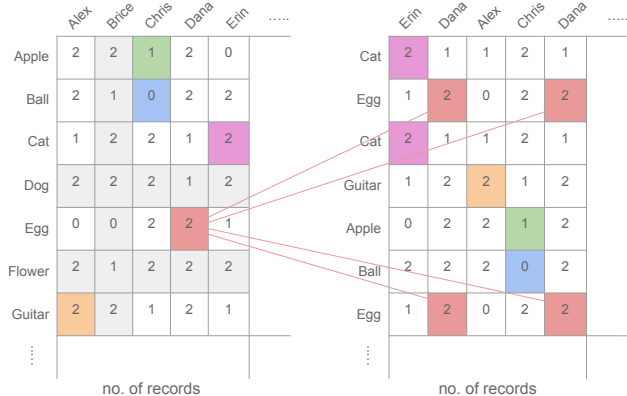 Alex Brice Chris Dana Erin .....
Apple 2 2 1 2 0
Ball 2 1 0 2 2
Cat 1 2 2 1 2
Dog 2 2 2 1 2
Egg 0 0 2 2 1
Flower 2 1 2 2 2
Guitar 2 2 1 2 1
.....
no. of records
Erin Dana Alex Chris Dana .....
Cat 2 1 1 2 1
Egg 1 2 0 2 2
Cat 2 1 1 2 1
Guitar 1 2 2 1 2
Apple 0 2 2 1 2
Ball 2 2 2 0 2
Egg 1 2 0 2 2
.....
no. of records